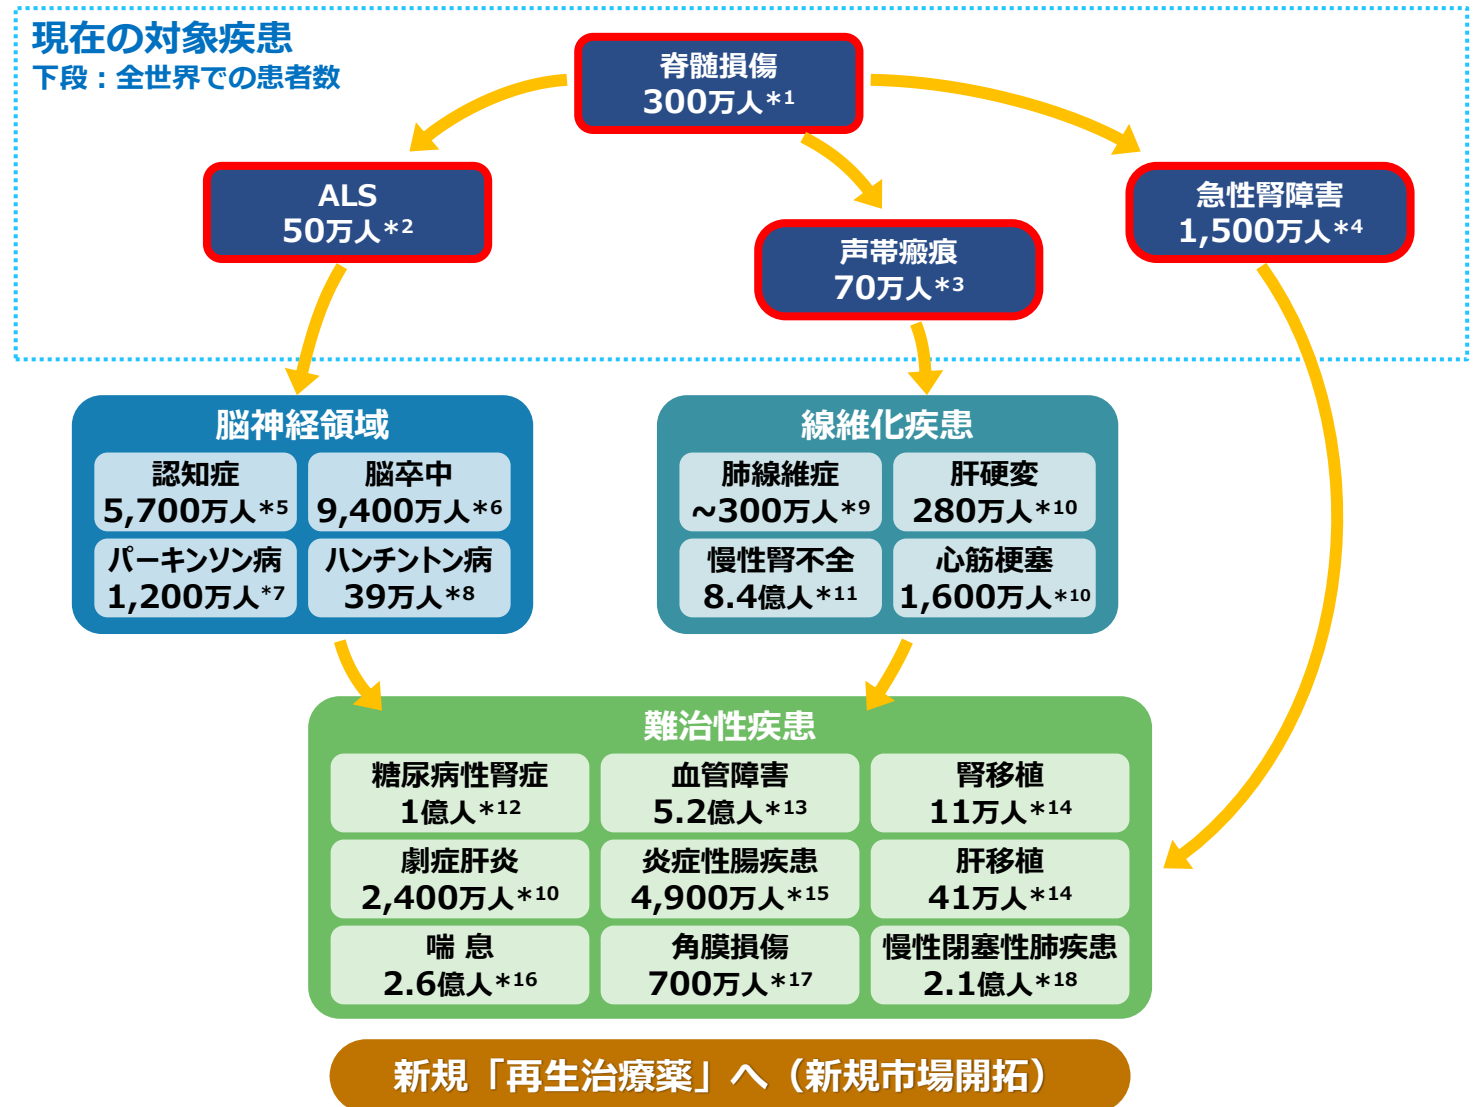 現在の対象疾患
下段：全世界での患者数
脊髄損傷
300万人*1
ALS
50万人*2
声帯瘢痕
70万人*3
急性腎障害
1,500万人*4
脳神経領域
認知症
5,700万人*5
脳卒中
9,400万人*6
パーキンソン病
1,200万人*7
ハンチントン病
39万人*8
線維化疾患
肺線維症
~300万人*9
肝硬変
280万人*10
慢性腎不全
8.4億人*11
心筋梗塞
1,600万人*10
難治性疾患
糖尿病性腎症
1億人*12
血管障害
5.2億人*13
腎移植
11万人*14
劇症肝炎
2,400万人*10
炎症性腸疾患
4,900万人*15
肝移植
41万人*14
喘 息
2.6億人*16
角膜損傷
700万人*17
慢性閉塞性肺疾患
2.1億人*18
新規「再生治療薬」へ（新規市場開拓）